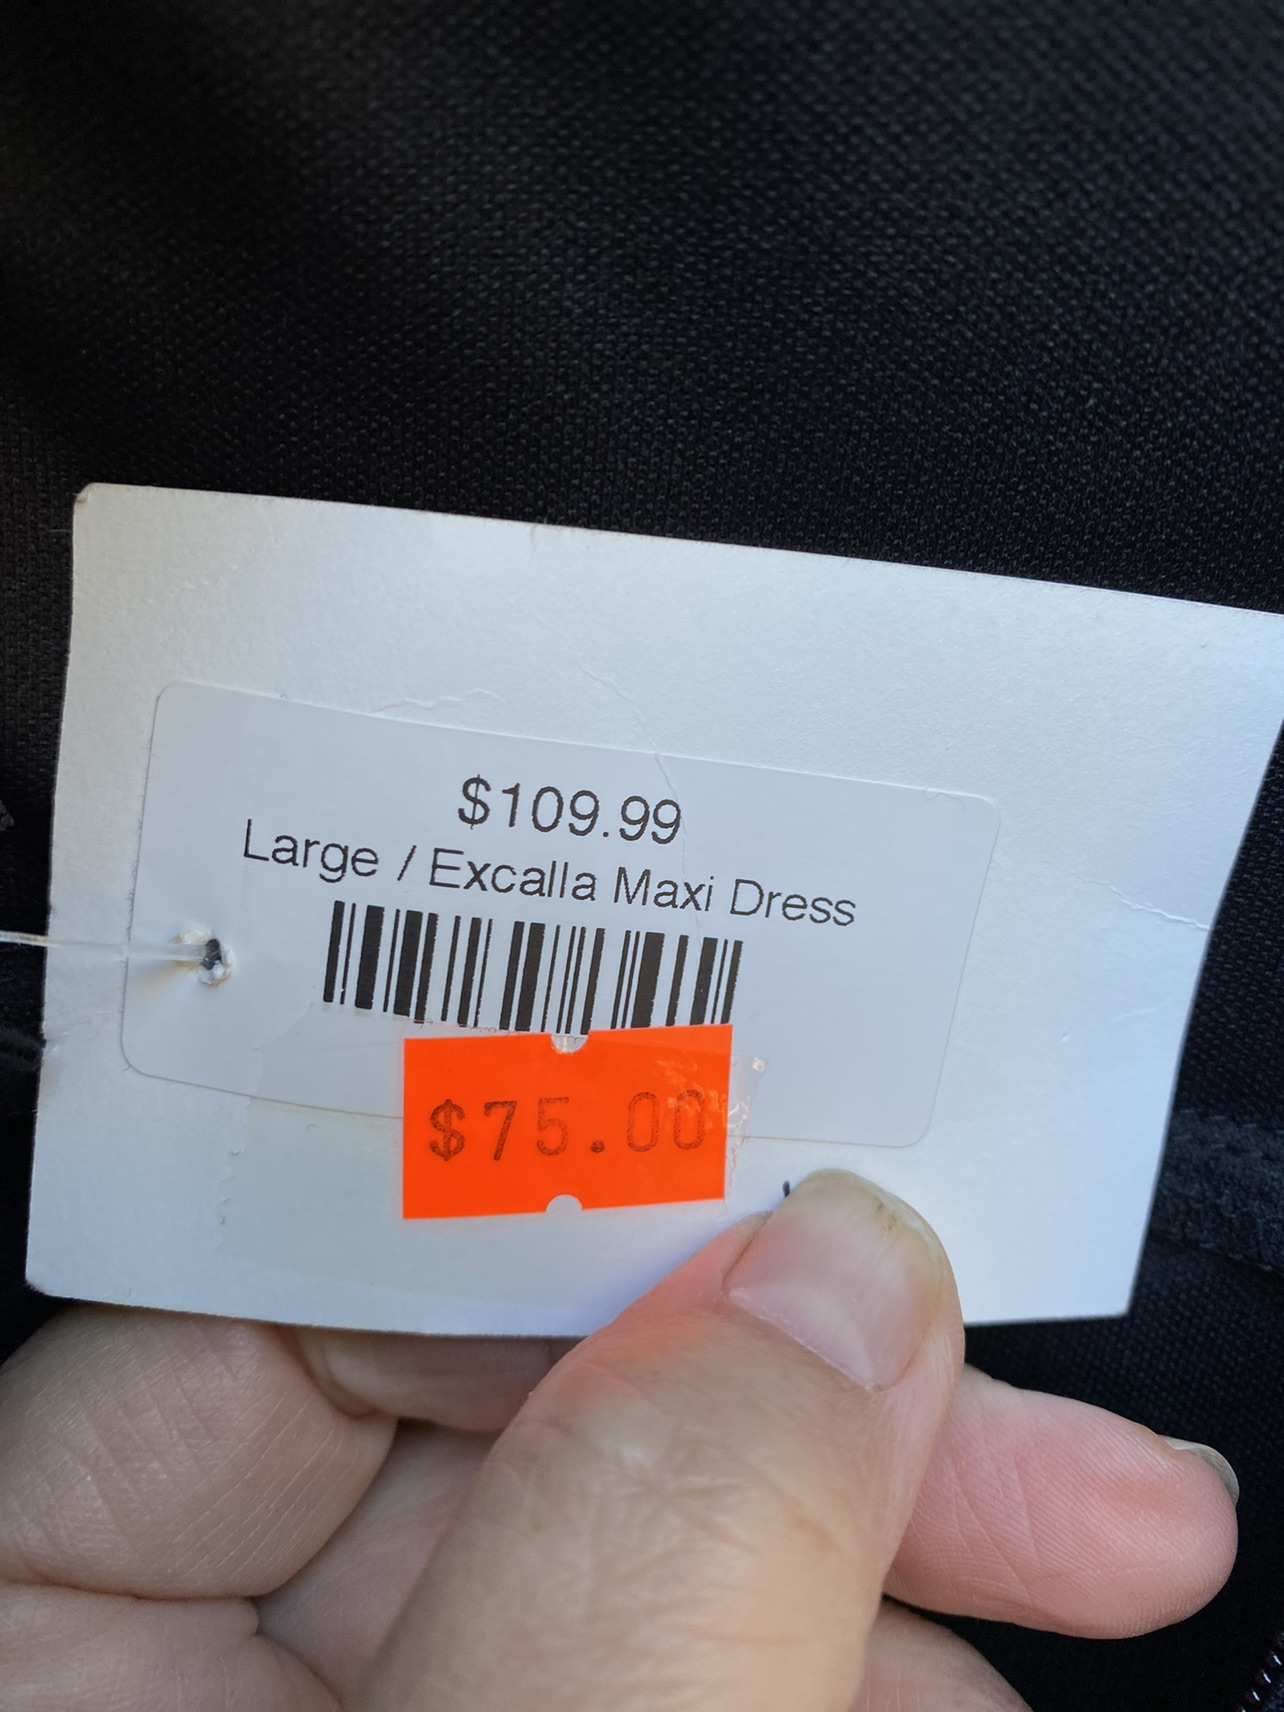 $109.99
Large / Excalla Maxi Dress
$75.00